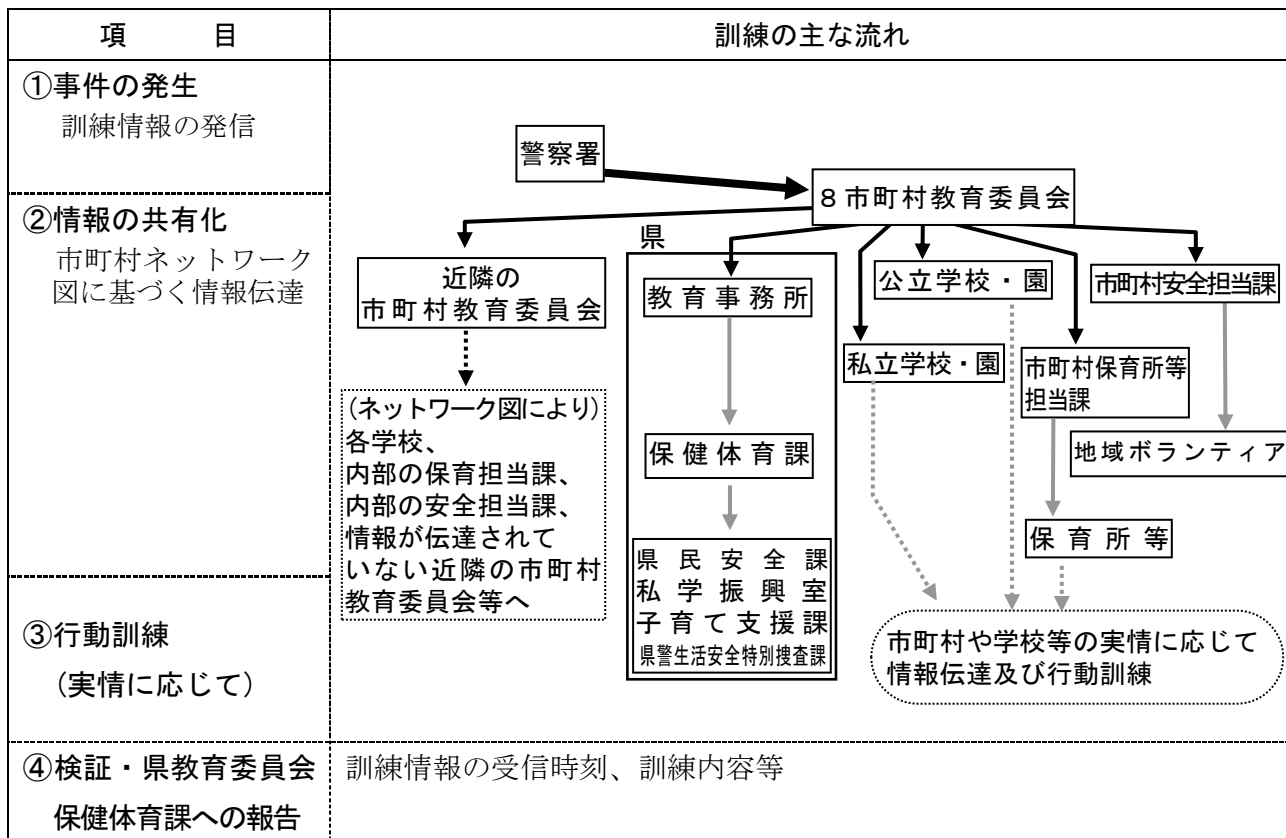 項　　目
訓練の主な流れ
①事件の発生
訓練情報の発信
②情報の共有化
市町村ネットワーク
図に基づく情報伝達
③行動訓練
（実情に応じて）
警察署
８市町村教育委員会
近隣の
市町村教育委員会
（ネットワーク図により）
各学校、
内部の保育担当課、
内部の安全担当課、
情報が伝達されて
いない近隣の市町村
教育委員会等へ
県
教育事務所
保健体育課
県民安全課
私学振興室
子育て支援課
県警生活安全特別捜査課
公立学校・園
私立学校・園
市町村保育所等
担当課
保育所等
市町村安全担当課
地域ボランティア
市町村や学校等の実情に応じて
情報伝達及び行動訓練
④検証・県教育委員会
保健体育課への報告
訓練情報の受信時刻、訓練内容等